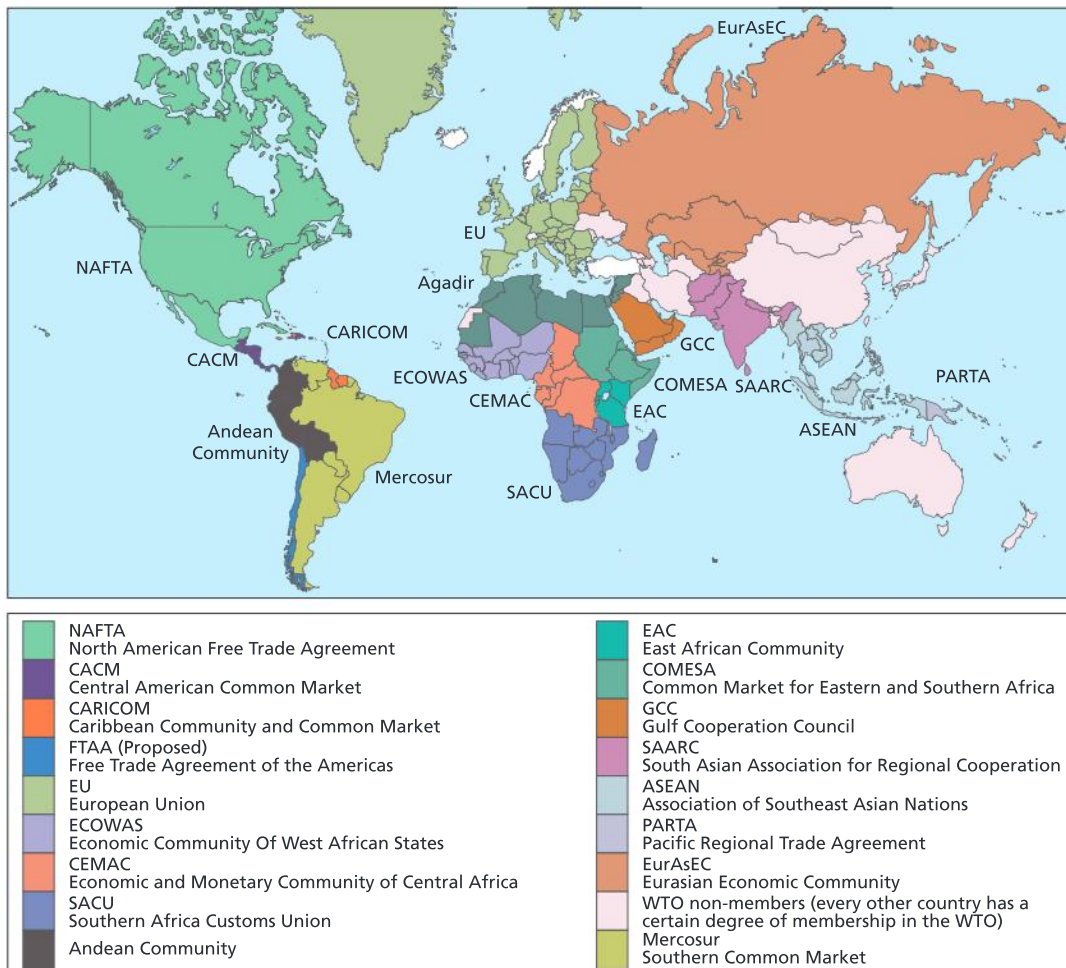 EurAsEC
EU
NAFTA
Agadir
CARICOM
CACM
GCC
ECOWAS
COMESA
SAARC
PARTA
CEMAC
EAC
ASEAN
Andean
Community
Mercosur
SACU
NAFTA
North American Free Trade Agreement
CACM
Central American Common Market
CARICOM
Caribbean Community and Common Market
FTAA (Proposed)
Free Trade Agreement of the Americas
EU
European Union
ECOWAS
Economic Community Of West African States
CEMAC
Economic and Monetary Community of Central Africa
SACU
Southern Africa Customs Union
Andean Community
EAC
East African Community
COMESA
Common Market for Eastern and Southern Africa
GCC
Gulf Cooperation Council
SAARC
South Asian Association for Regional Cooperation
ASEAN
Association of Southeast Asian Nations
PARTA
Pacific Regional Trade Agreement
EurAsEC
Eurasian Economic Community
WTO non-members (every other country has a
certain degree of membership in the WTO)
Mercosur
Southern Common Market